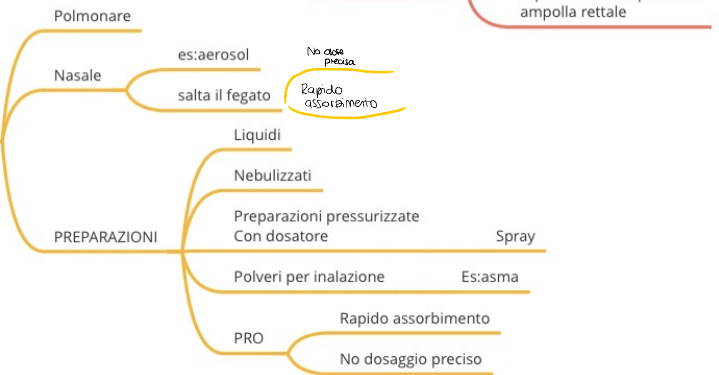 ampolla rettale
Polmonare
es:aerosol
No dose
precisa
Nasale
salta il fegato
Rapido
assorbimento
Liquidi
Nebulizzati
Preparazioni pressurizzate
Con dosatore
Spray
PREPARAZIONI
Polveri per inalazione
Es:asma
Rapido assorbimento
PRO
No dosaggio preciso